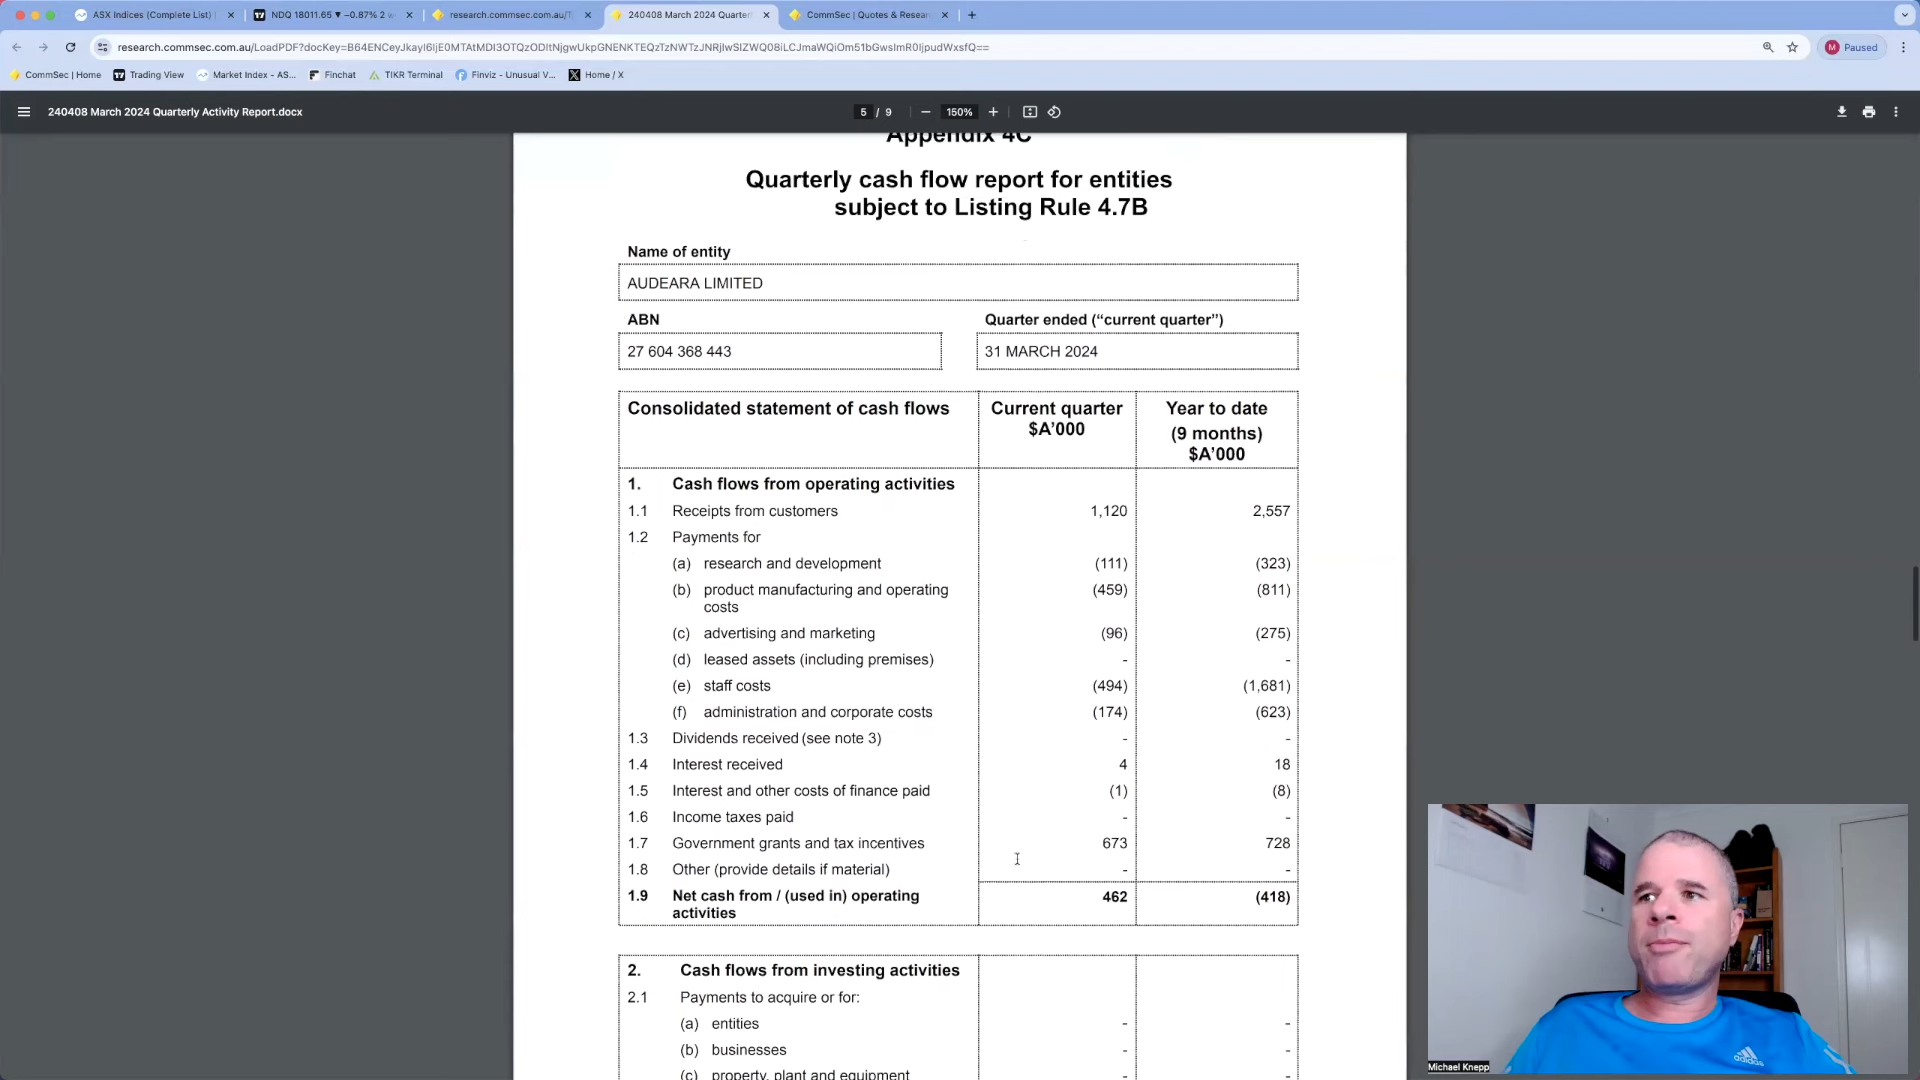 ASX Indices (Complete List)
NDQ 18011.65 ▼ −0.87% 2
research.commsec.com.au/
240408 March 2024 Quarter
CommSec | Quotes & Resear
research.commsec.com.au/LoadPDF?docKey=
Paused
CommSec | Home
Trading View
Market Index - AS...
Finchat
TIKR Terminal
Finviz - Unusual V...
Home / X
240408 March 2024 Quarterly Activity Report.docx
5 / 9
150%
Appendix 4C
Quarterly cash flow report for entities
subject to Listing Rule 4.7B
Name of entity
AUDEARA LIMITED
ABN
Quarter ended (“current quarter”)
27 604 368 443
31 MARCH 2024
Consolidated statement of cash flows
Current quarter
$A’000
Year to date
(9 months)
$A’000
1. Cash flows from operating activities
1.1 Receipts from customers 1,120 2,557
1.2 Payments for
(a) research and development (111) (323)
(b) product manufacturing and operating
costs (459) (811)
(c) advertising and marketing (96) (275)
(d) leased assets (including premises) - -
(e) staff costs (494) (1,681)
(f) administration and corporate costs (174) (623)
1.3 Dividends received (see note 3) - -
1.4 Interest received 4 18
1.5 Interest and other costs of finance paid (1) (8)
1.6 Income taxes paid - -
1.7 Government grants and tax incentives 673 728
1.8 Other (provide details if material) - -
1.9 Net cash from / (used in) operating
activities 462 (418)
2. Cash flows from investing activities
2.1 Payments to acquire or for:
(a) entities - -
(b) businesses - -
(c) property, plant and equipment - -
adidas
Michael Knepp